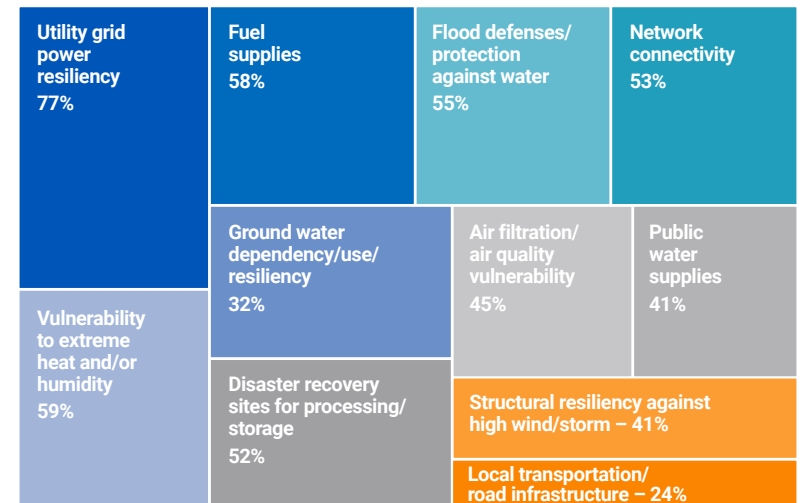 Utility grid
power
resiliency
77%
Fuel
supplies
58%
Flood defenses/
protection
against water
55%
Network
connectivity
53%
Ground water
dependency/use/
resiliency
32%
Air filtration/
air quality
vulnerability
45%
Public
water
supplies
41%
Vulnerability
to extreme
heat and/or
humidity
59%
Disaster recovery
sites for processing/
storage
52%
Structural resiliency against
high wind/storm – 41%
Local transportation/
road infrastructure – 24%